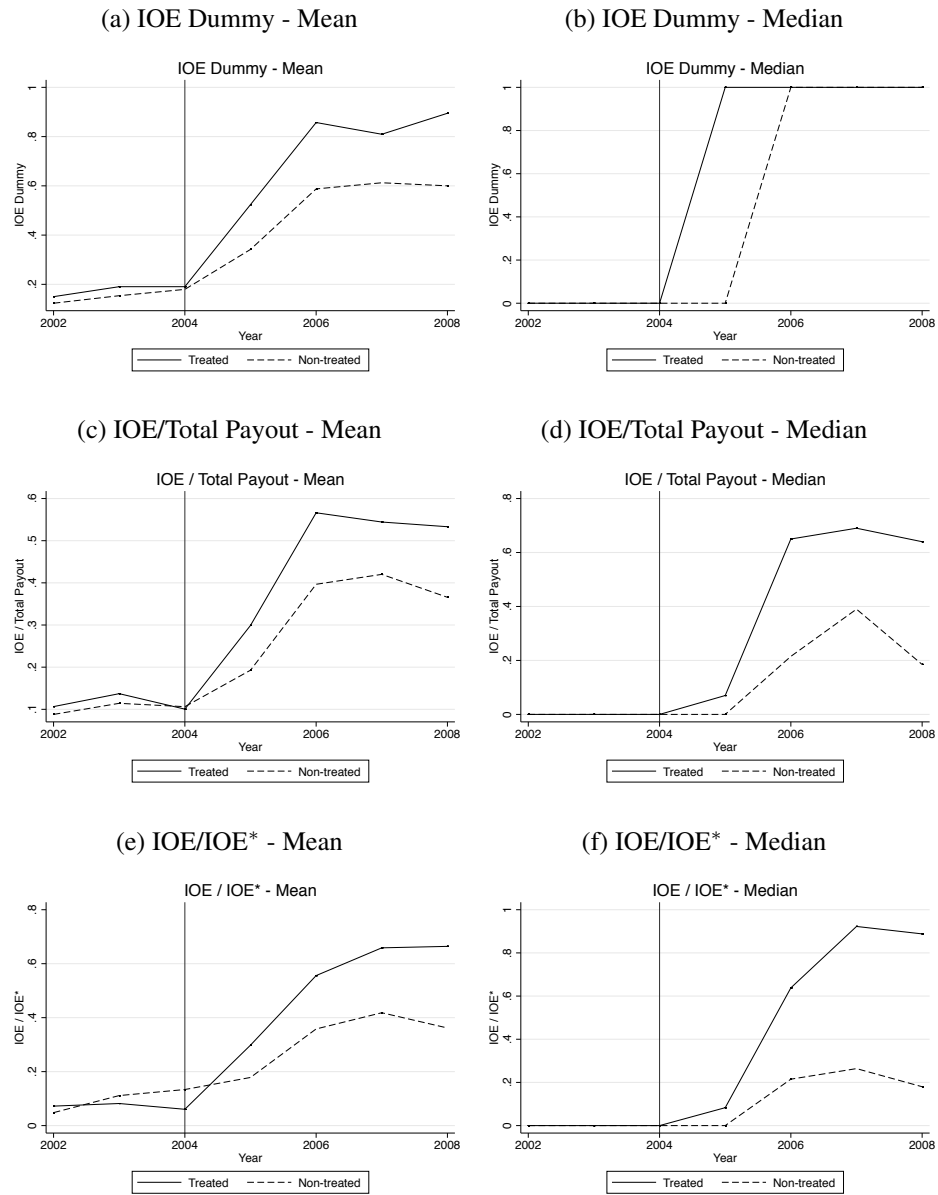 (a) IOE Dummy - Mean
IOE Dummy - Mean
IOE Dummy
1
.8
.6
.4
.2
2002 2004 2006 2008
Year
Treated Non-treated
(b) IOE Dummy - Median
IOE Dummy - Median
IOE Dummy
1
.8
.6
.4
.2
0
2002 2004 2006 2008
Year
Treated Non-treated
(c) IOE/Total Payout - Mean
IOE / Total Payout - Mean
IOE / Total Payout
.6
.5
.4
.3
.2
.1
2002 2004 2006 2008
Year
Treated Non-treated
(d) IOE/Total Payout - Median
IOE / Total Payout - Median
IOE / Total Payout
.8
.6
.4
.2
0
2002 2004 2006 2008
Year
Treated Non-treated
(e) IOE/IOE* - Mean
IOE / IOE* - Mean
IOE / IOE*
.8
.6
.4
.2
0
2002 2004 2006 2008
Year
Treated Non-treated
(f) IOE/IOE* - Median
IOE / IOE* - Median
IOE / IOE*
1
.8
.6
.4
.2
0
2002 2004 2006 2008
Year
Treated Non-treated